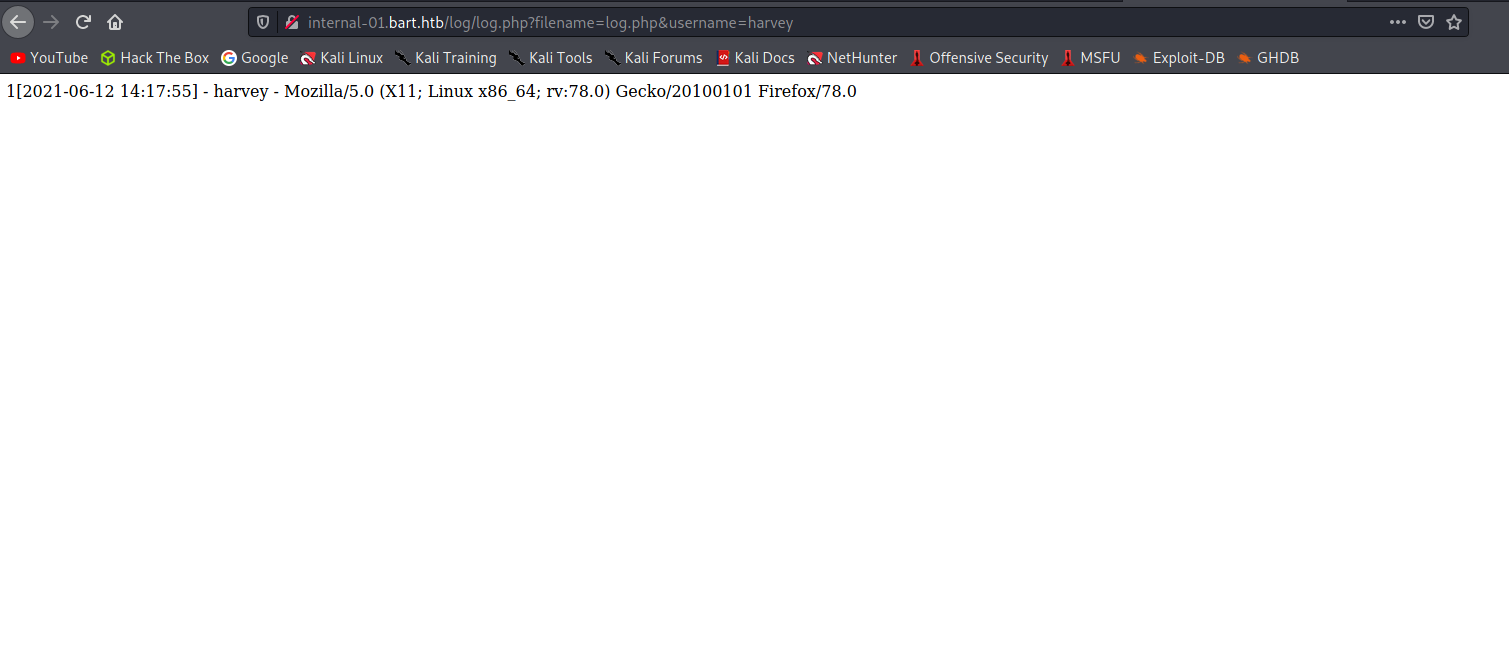 internal-01.bart.htb/log/log.php?filename=log.php&username=harvey
YouTube Hack The Box Google Kali Linux Kali Training Kali Tools Kali Forums Kali Docs NetHunter Offensive Security MSFU Exploit-DB GHDB
1[2021-06-12 14:17:55] - harvey - Mozilla/5.0 (X11; Linux x86_64; rv:78.0) Gecko/20100101 Firefox/78.0